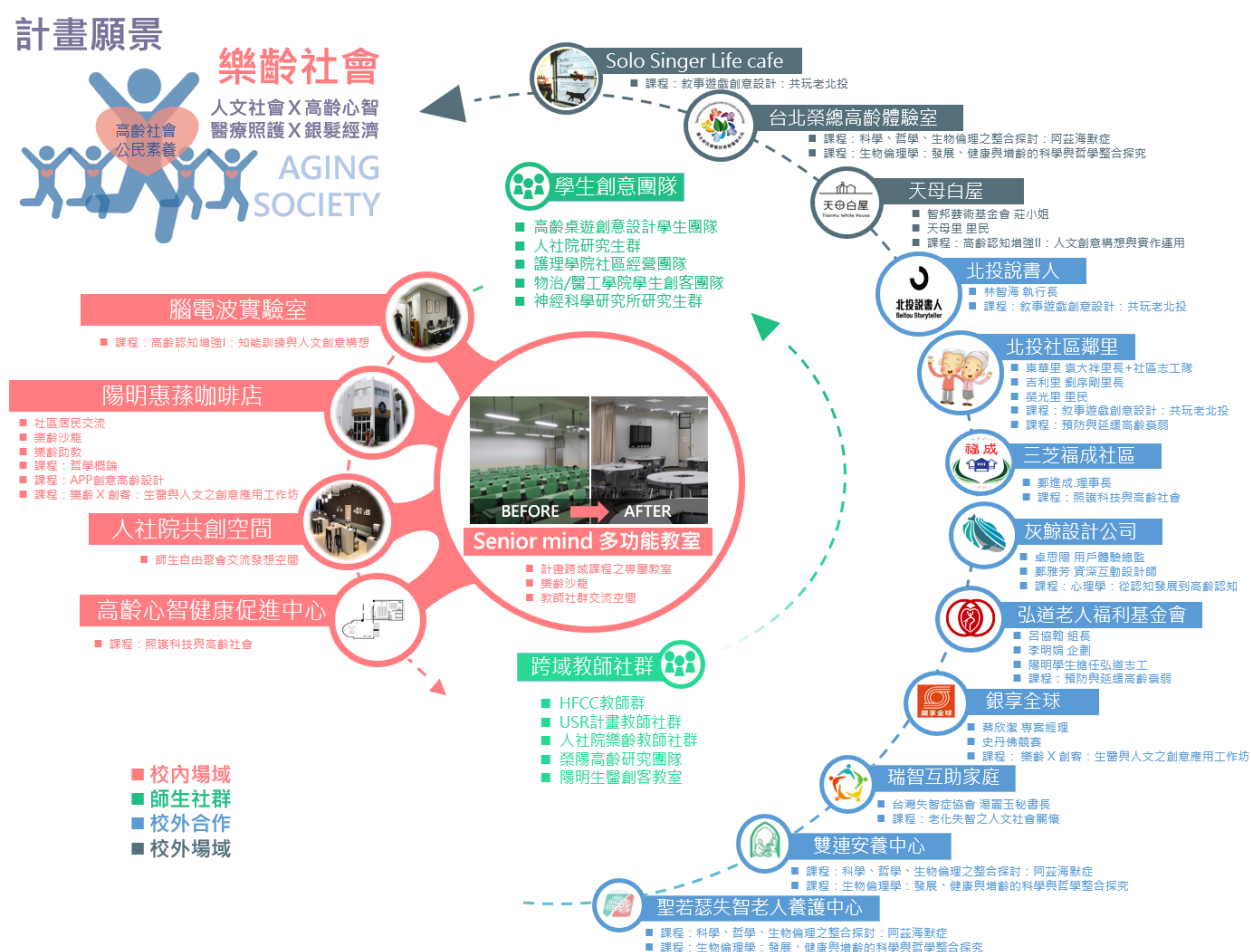 計畫願景
樂齡社會
人文社會X高齡心智
醫療照護X銀髮經濟
AGING
SOCIETY
高齡社會
公民素養
Solo Singer Life cafe
■ 課程：敘事遊戲創意設計：共玩老北投
台北榮總高齡體驗室
■ 課程：科學、哲學、生物倫理之整合探討：阿茲海默症
■ 課程：生物倫理學：發展、健康與增齡的科學與哲學整合探究
天母白屋
Tianmu White House
天母白屋
■ 智邦藝術基金會 莊小姐
■ 天母里 里民
■ 課程：高齡認知增強II：人文創意構想與實作運用
北投說書人
Beitou Storyteller
北投說書人
■ 林智海 執行長
■ 課程：敘事遊戲創意設計：共玩老北投
北投社區鄰里
■ 東華里 袁大祥里長+社區志工隊
■ 吉利里 劉序剛里長
■ 榮光里 里民
■ 課程：敘事遊戲創意設計：共玩老北投
■ 課程：預防與延緩高齡衰弱
福成
三芝福成社區
■ 鄭進成.理事長
■ 課程：照護科技與高齡社會
灰鯨設計公司
■ 卓思陽 用戶體驗總監
■ 鄭雅芳 資深互動設計師
■ 課程：心理學：從認知發展到高齡認知
弘道老人福利基金會
■ 呂協翰 組長
■ 李明娟 企劃
■ 陽明學生擔任弘道志工
■ 課程：預防與延緩高齡衰弱
銀享全球
銀享全球
■ 蔡欣潔 專案經理
■ 史丹佛競賽
■ 課程： 樂齡X創客：生醫與人文之創意應用工作坊
瑞智互助家庭
■ 台灣失智症協會 湯麗玉秘書長
■ 課程：老化失智之人文社會關懷
雙連安養中心
■ 課程：科學、哲學、生物倫理之整合探討：阿茲海默症
■ 課程：生物倫理學：發展、健康與增齡的科學與哲學整合探究
聖若瑟失智老人養護中心
■ 課程：科學、哲學、生物倫理之整合探討：阿茲海默症
■ 課程：生物倫理學：發展、健康與增齡的科學與哲學整合探究
學生創意團隊
■ 高齡桌遊創意設計學生團隊
■ 人社院研究生群
■ 護理學院社區經營團隊
■ 物治/醫工學院學生創客團隊
■ 神經科學研究所研究生群
腦電波實驗室
■ 課程：高齡認知增強I：知能訓練與人文創意構想
陽明惠蓀咖啡店
■ 社區居民交流
■ 樂齡沙龍
■ 樂齡助教
■ 課程：哲學概論
■ 課程：APP創意高齡設計
■ 課程：樂齡X創客：生醫與人文之創意應用工作坊
人社院共創空間
■ 師生自由聚會交流發想空間
高齡心智健康促進中心
■ 課程：照護科技與高齡社會
BEFORE
AFTER
Senior mind 多功能教室
■ 計畫跨域課程之專屬教室
■ 樂齡沙龍
■ 教師社群交流空間
跨域教師社群
■ HFCC教師群
■ USR計畫教師社群
■ 人社院樂齡教師社群
■ 榮陽高齡研究團隊
■ 陽明生醫創客教室
■ 校內場域
■ 師生社群
■ 校外合作
■ 校外場域